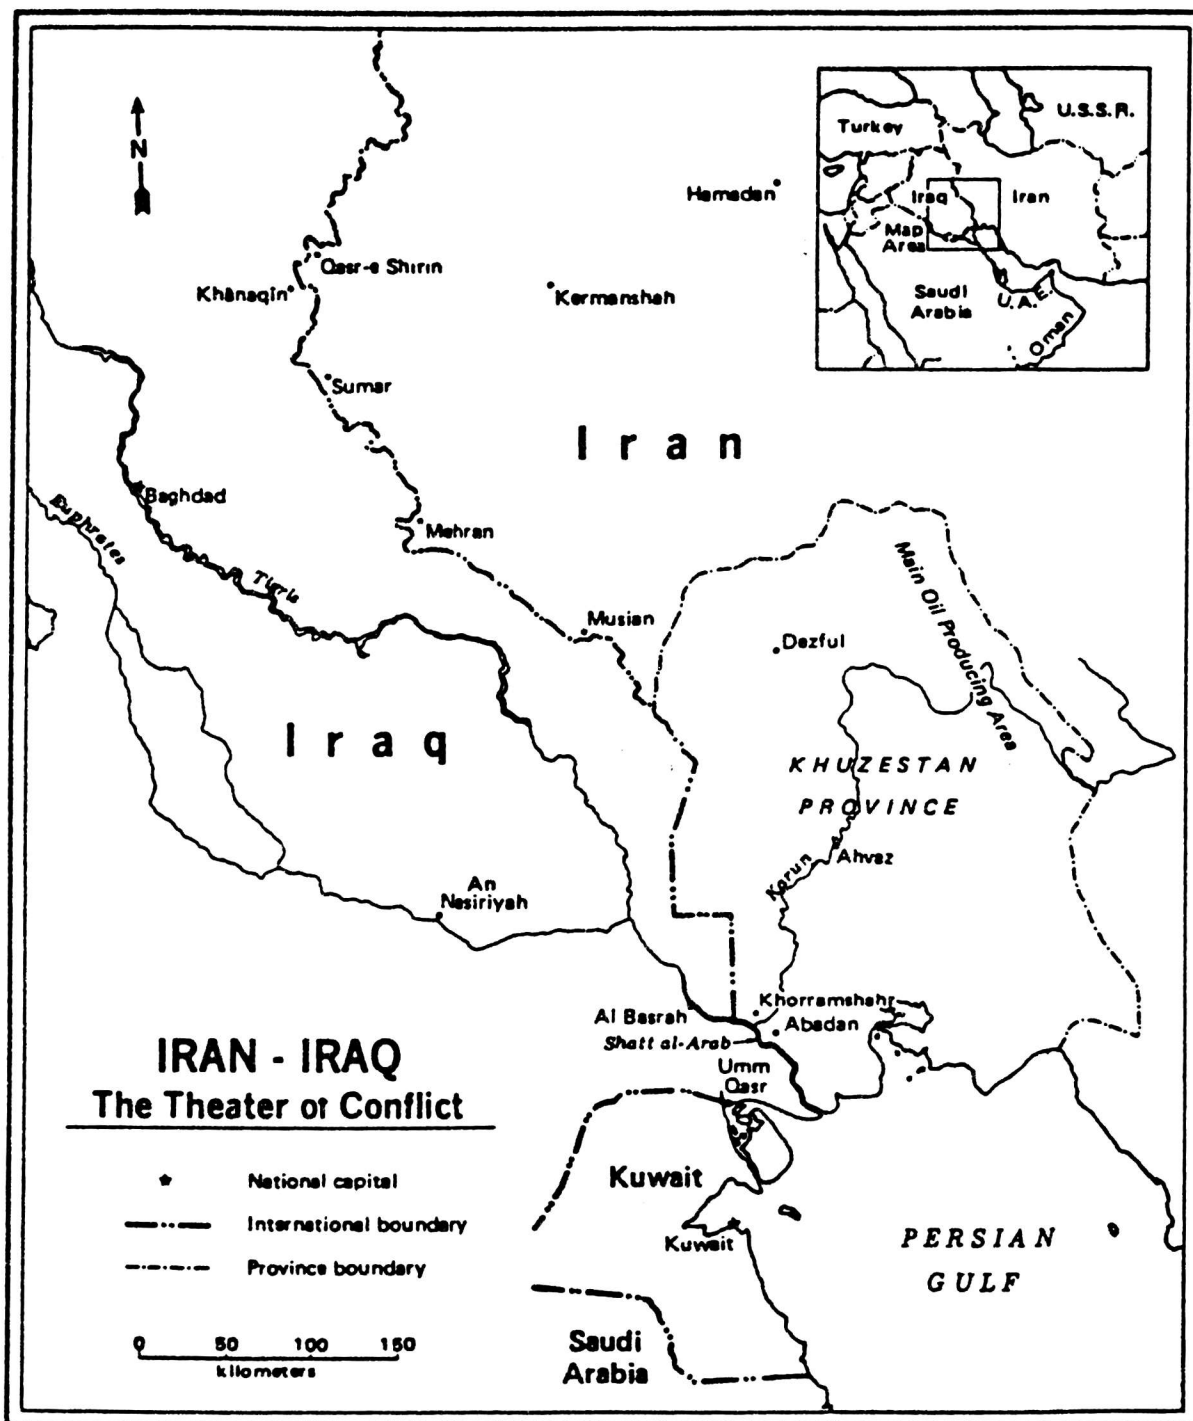 N
Turkey
U.S.S.R.
Iraq
Iran
Map
Area
Saudi
Arabia
U.A.E.
Oman
Hamadan
Qasr-e Shirin
Khānaqīn
Kermanshah
Sumar
Iran
Baghdad
Euphrates
Mehran
Tigris
Musian
Dezful
Main Oil Producing Area
Iraq
KHUZESTAN
PROVINCE
Ahvaz
Karun
An
Nasiriyah
Khorramshahr
Al Basrah
Abadan
Shatt al-Arab
Umm
Qasr
IRAN - IRAQ
The Theater of Conflict
Kuwait
National capital
International boundary
Kuwait
PERSIAN
GULF
Province boundary
0 50 100 150
kilometers
Saudi
Arabia